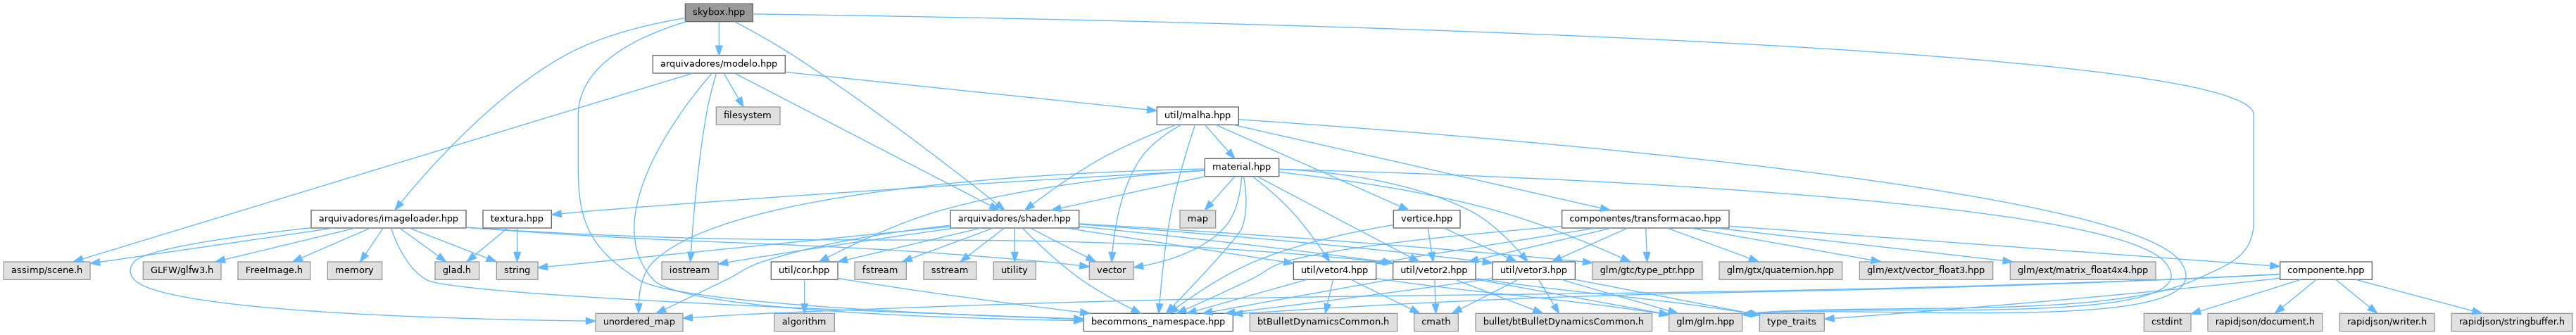 skybox.hpp
arquivadores/modelo.hpp
filesystem
util/malha.hpp
material.hpp
arquivadores/imageloader.hpp
textura.hpp
map
arquivadores/shader.hpp
vertice.hpp
componentes/transformacao.hpp
assimp/scene.h
GLFW/glfw3.h
FreeImage.h
memory
glad.h
string
iostream
util/cor.hpp
fstream
sstream
utility
vector
util/vetor4.hpp
util/vetor2.hpp
util/vetor3.hpp
glm/gtc/type_ptr.hpp
glm/gtx/quaternion.hpp
glm/ext/vector_float3.hpp
glm/ext/matrix_float4x4.hpp
componente.hpp
unordered_map
algorithm
becommons_namespace.hpp
btBulletDynamicsCommon.h
cmath
bullet/btBulletDynamicsCommon.h
glm/glm.hpp
type_traits
cstdint
rapidjson/document.h
rapidjson/writer.h
rapidjson/stringbuffer.h